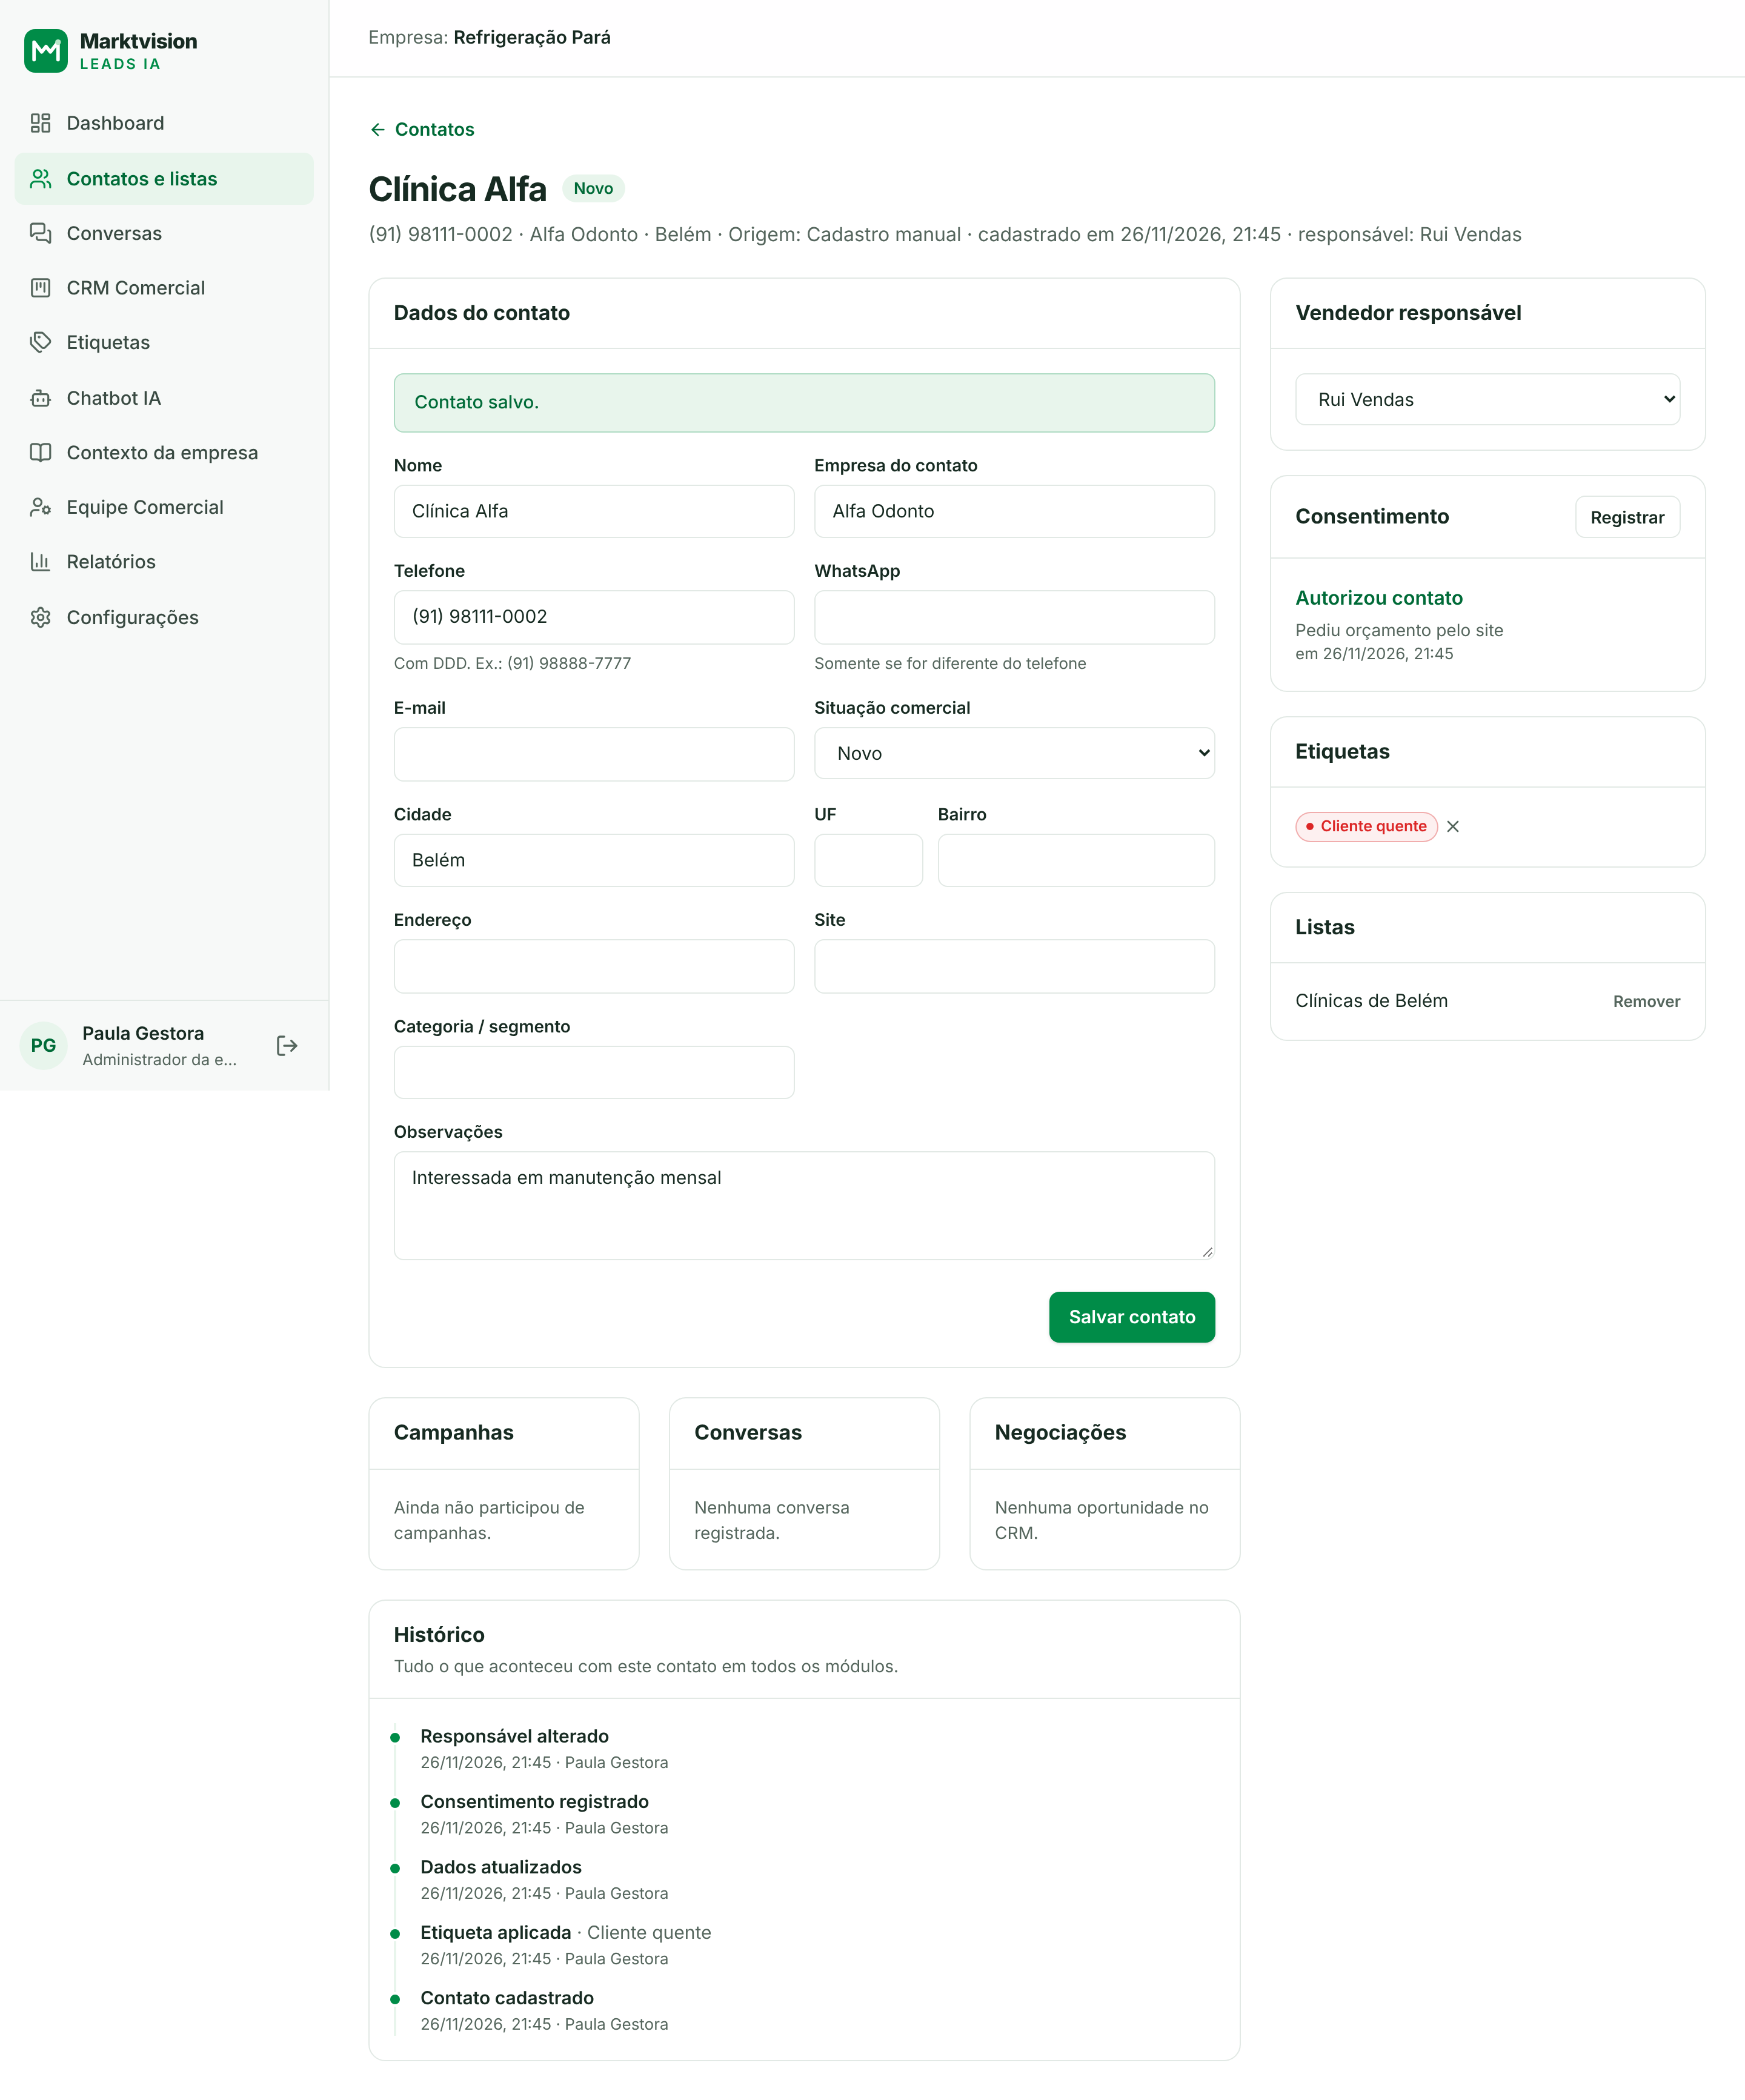 Marktvision
LEADS IA
Dashboard
Contatos e listas
Conversas
CRM Comercial
Etiquetas
Chatbot IA
Contexto da empresa
Equipe Comercial
Relatórios
Configurações
PG
Paula Gestora
Administrador da e...
Empresa: Refrigeração Pará
Contatos
Clínica Alfa
Novo
(91) 98111-0002 · Alfa Odonto · Belém · Origem: Cadastro manual · cadastrado em 26/11/2026, 21:45 · responsável: Rui Vendas
Dados do contato
Contato salvo.
Nome
Clínica Alfa
Empresa do contato
Alfa Odonto
Telefone
(91) 98111-0002
Com DDD. Ex.: (91) 98888-7777
WhatsApp
Somente se for diferente do telefone
E-mail
Situação comercial
Novo
Cidade
Belém
UF
Bairro
Endereço
Site
Categoria / segmento
Observações
Interessada em manutenção mensal
Salvar contato
Vendedor responsável
Rui Vendas
Consentimento
Registrar
Autorizou contato
Pediu orçamento pelo site
em 26/11/2026, 21:45
Etiquetas
Cliente quente
Listas
Clínicas de Belém
Remover
Campanhas
Ainda não participou de
campanhas.
Conversas
Nenhuma conversa
registrada.
Negociações
Nenhuma oportunidade no
CRM.
Histórico
Tudo o que aconteceu com este contato em todos os módulos.
Responsável alterado
26/11/2026, 21:45 · Paula Gestora
Consentimento registrado
26/11/2026, 21:45 · Paula Gestora
Dados atualizados
26/11/2026, 21:45 · Paula Gestora
Etiqueta aplicada · Cliente quente
26/11/2026, 21:45 · Paula Gestora
Contato cadastrado
26/11/2026, 21:45 · Paula Gestora